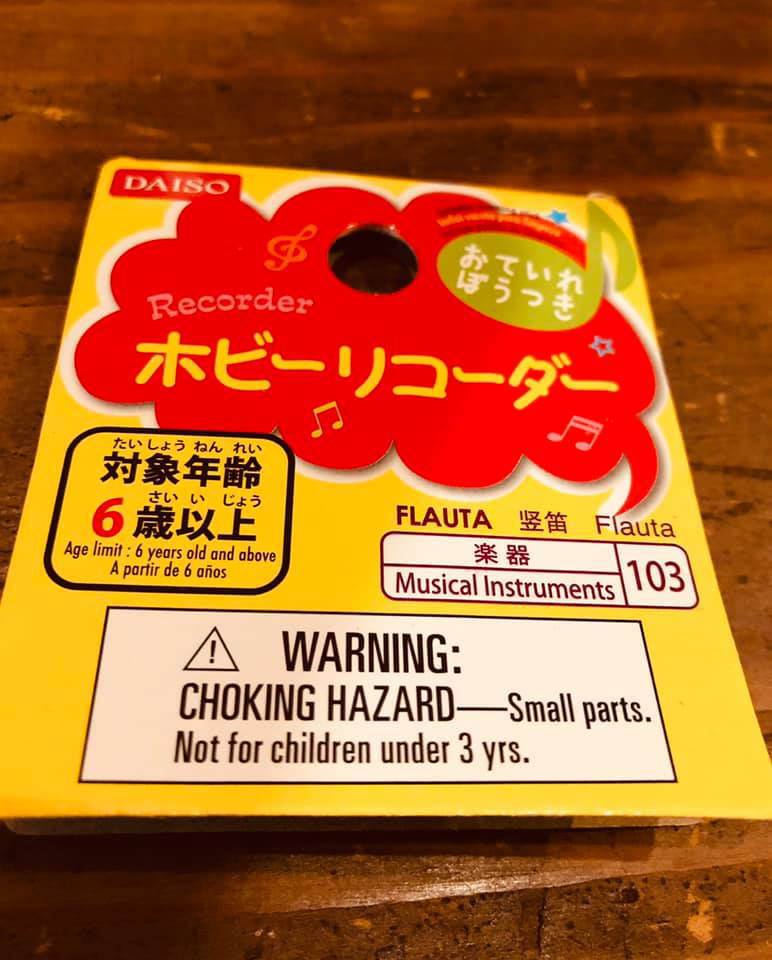 DAISO
おていれ
ぼうつき
Recorder
ホビーリコーダー
たいしょう ねん れい
対象年齢
さい い じょう
6歳以上
Age limit : 6 years old and above
A partir de 6 años
FLAUTA 竖笛 Flauta
楽器
Musical Instruments
103
WARNING:
CHOKING HAZARD—Small parts.
Not for children under 3 yrs.